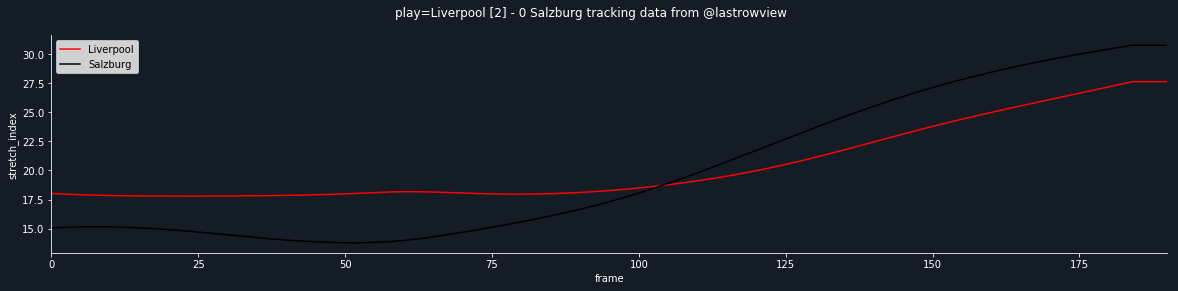 play=Liverpool [2] - 0 Salzburg tracking data from @lastrowview
Liverpool
Salzburg
30.0
27.5
25.0
22.5
20.0
17.5
15.0
stretch_index
0 25 50 75 100 125 150 175
frame